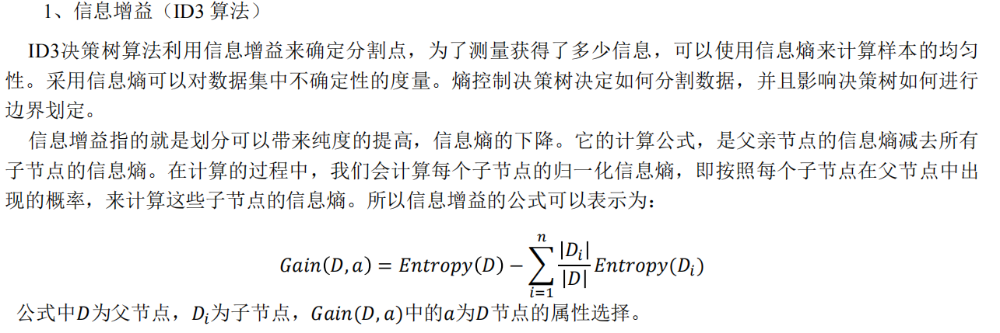 1、信息增益（ID3 算法）
ID3决策树算法利用信息增益来确定分割点，为了测量获得了多少信息，可以使用信息熵来计算样本的均匀
性。采用信息熵可以对数据集中不确定性的度量。熵控制决策树决定如何分割数据，并且影响决策树如何进行
边界划定。
信息增益指的就是划分可以带来纯度的提高，信息熵的下降。它的计算公式，是父亲节点的信息熵减去所有
子节点的信息熵。在计算的过程中，我们会计算每个子节点的归一化信息熵，即按照每个子节点在父节点中出
现的概率，来计算这些子节点的信息熵。所以信息增益的公式可以表示为：
Gain(D, a) = Entropy(D) − ∑_{i=1}^{n} |D_i|/|D| Entropy(D_i)
公式中D为父节点，D_i为子节点，Gain(D, a)中的a为D节点的属性选择。